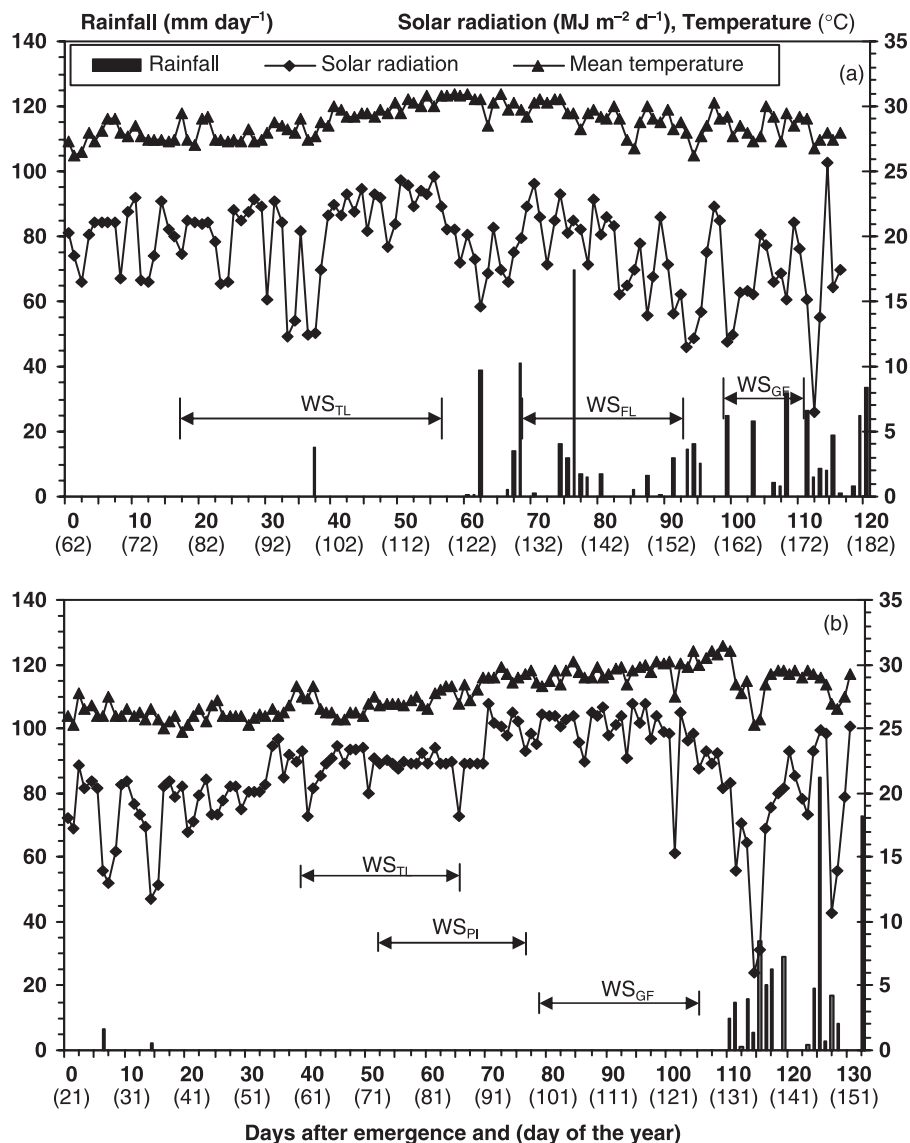 Rainfall (mm day⁻¹) Solar radiation (MJ m⁻² d⁻¹), Temperature (°C)
140 35
Rainfall Solar radiation Mean temperature (a)
120 30
100 25
80 20
60 15
40 10
WS_TL WS_FL WS_GF
20 5
0 0
0 10 20 30 40 50 60 70 80 90 100 110 120
(62) (72) (82) (92) (102) (112) (122) (132) (142) (152) (162) (172) (182)
140 35
(b)
120 30
100 25
80 20
60 15
WS_TL
40 10
WS_PI
20 5
WS_GF
0 0
0 10 20 30 40 50 60 70 80 90 100 110 120 130
(21) (31) (41) (51) (61) (71) (81) (91) (101) (111) (121) (131) (141) (151)
Days after emergence and (day of the year)